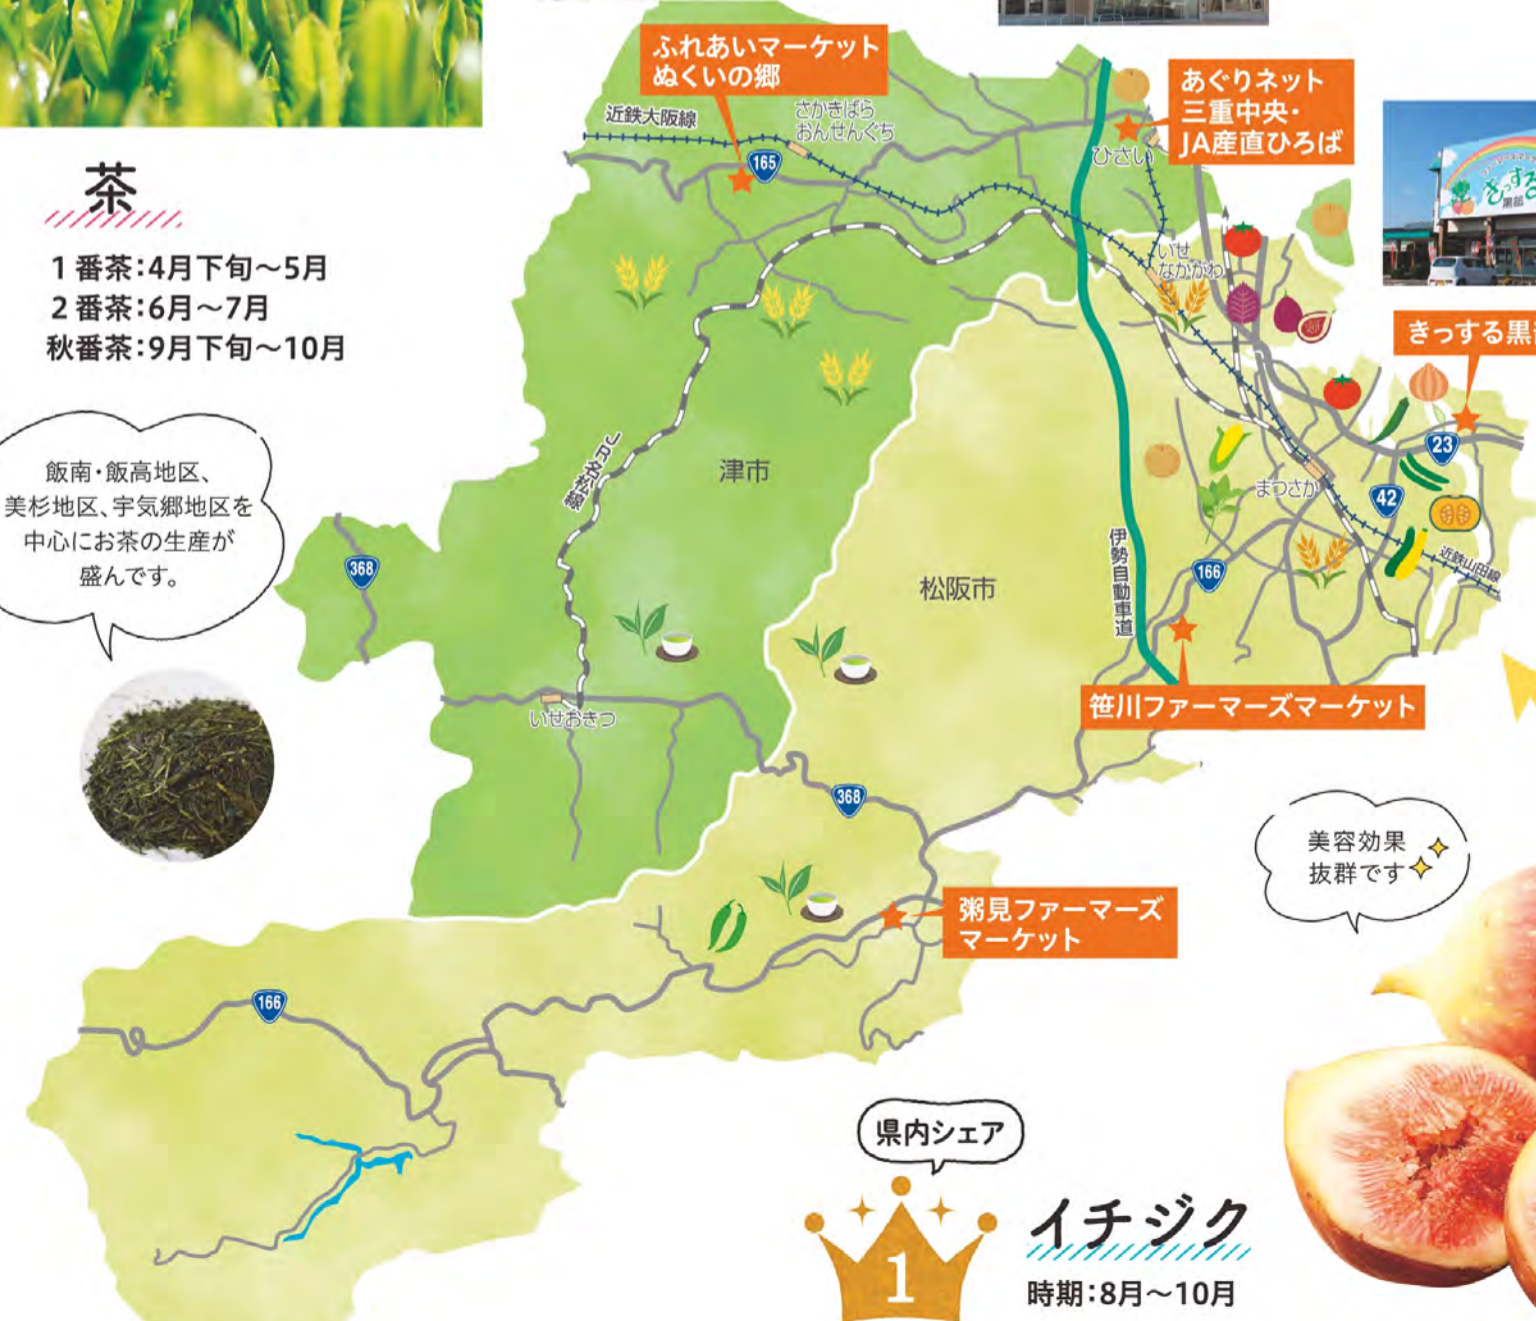 茶
1番茶：4月下旬～5月
2番茶：6月～7月
秋番茶：9月下旬～10月
飯南・飯高地区、
美杉地区、宇気郷地区を
中心にお茶の生産が
盛んです。
ふれあいマーケット
ぬくいの郷
近鉄大阪線
さかきばら
おんせんぐち
165
あぐりネット
三重中央・
JA産直ひろば
ひさい
いせ
なかがわ
きっする
黒部
きっする黒
JR名松線
津市
松阪市
伊勢自動車道
まつさか
23
42
166
近鉄山田線
368
いせおきつ
笹川ファーマーズマーケット
368
粥見ファーマーズ
マーケット
166
美容効果
抜群です
県内シェア
1
イチジク
時期：8月～10月